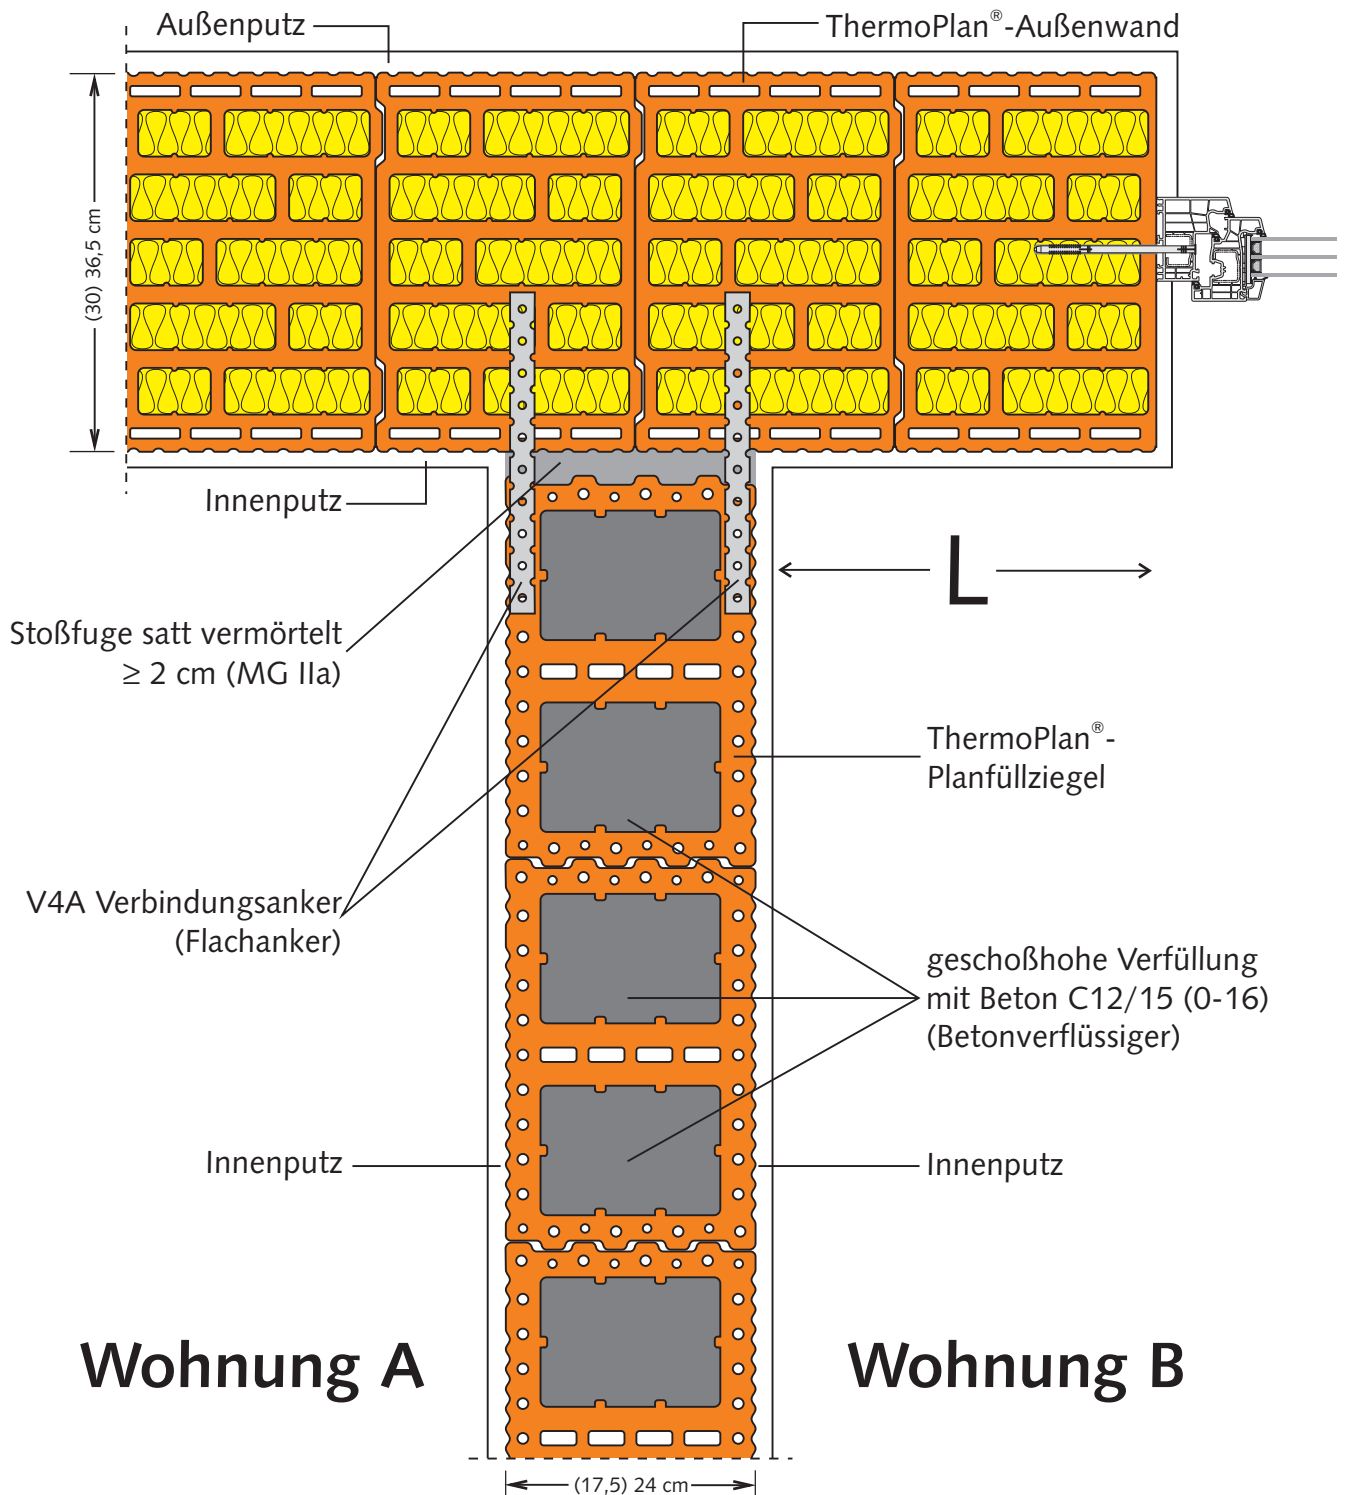 Außenputz
ThermoPlan®-Außenwand
(30) 36,5 cm
Innenputz
L
Stoßfuge satt vermörtelt
≥ 2 cm (MG IIa)
ThermoPlan®-
Planfüllziegel
V4A Verbindungsanker
(Flachanker)
geschoßhohe Verfüllung
mit Beton C12/15 (0-16)
(Betonverflüssiger)
Innenputz
Innenputz
Wohnung A
Wohnung B
(17,5) 24 cm